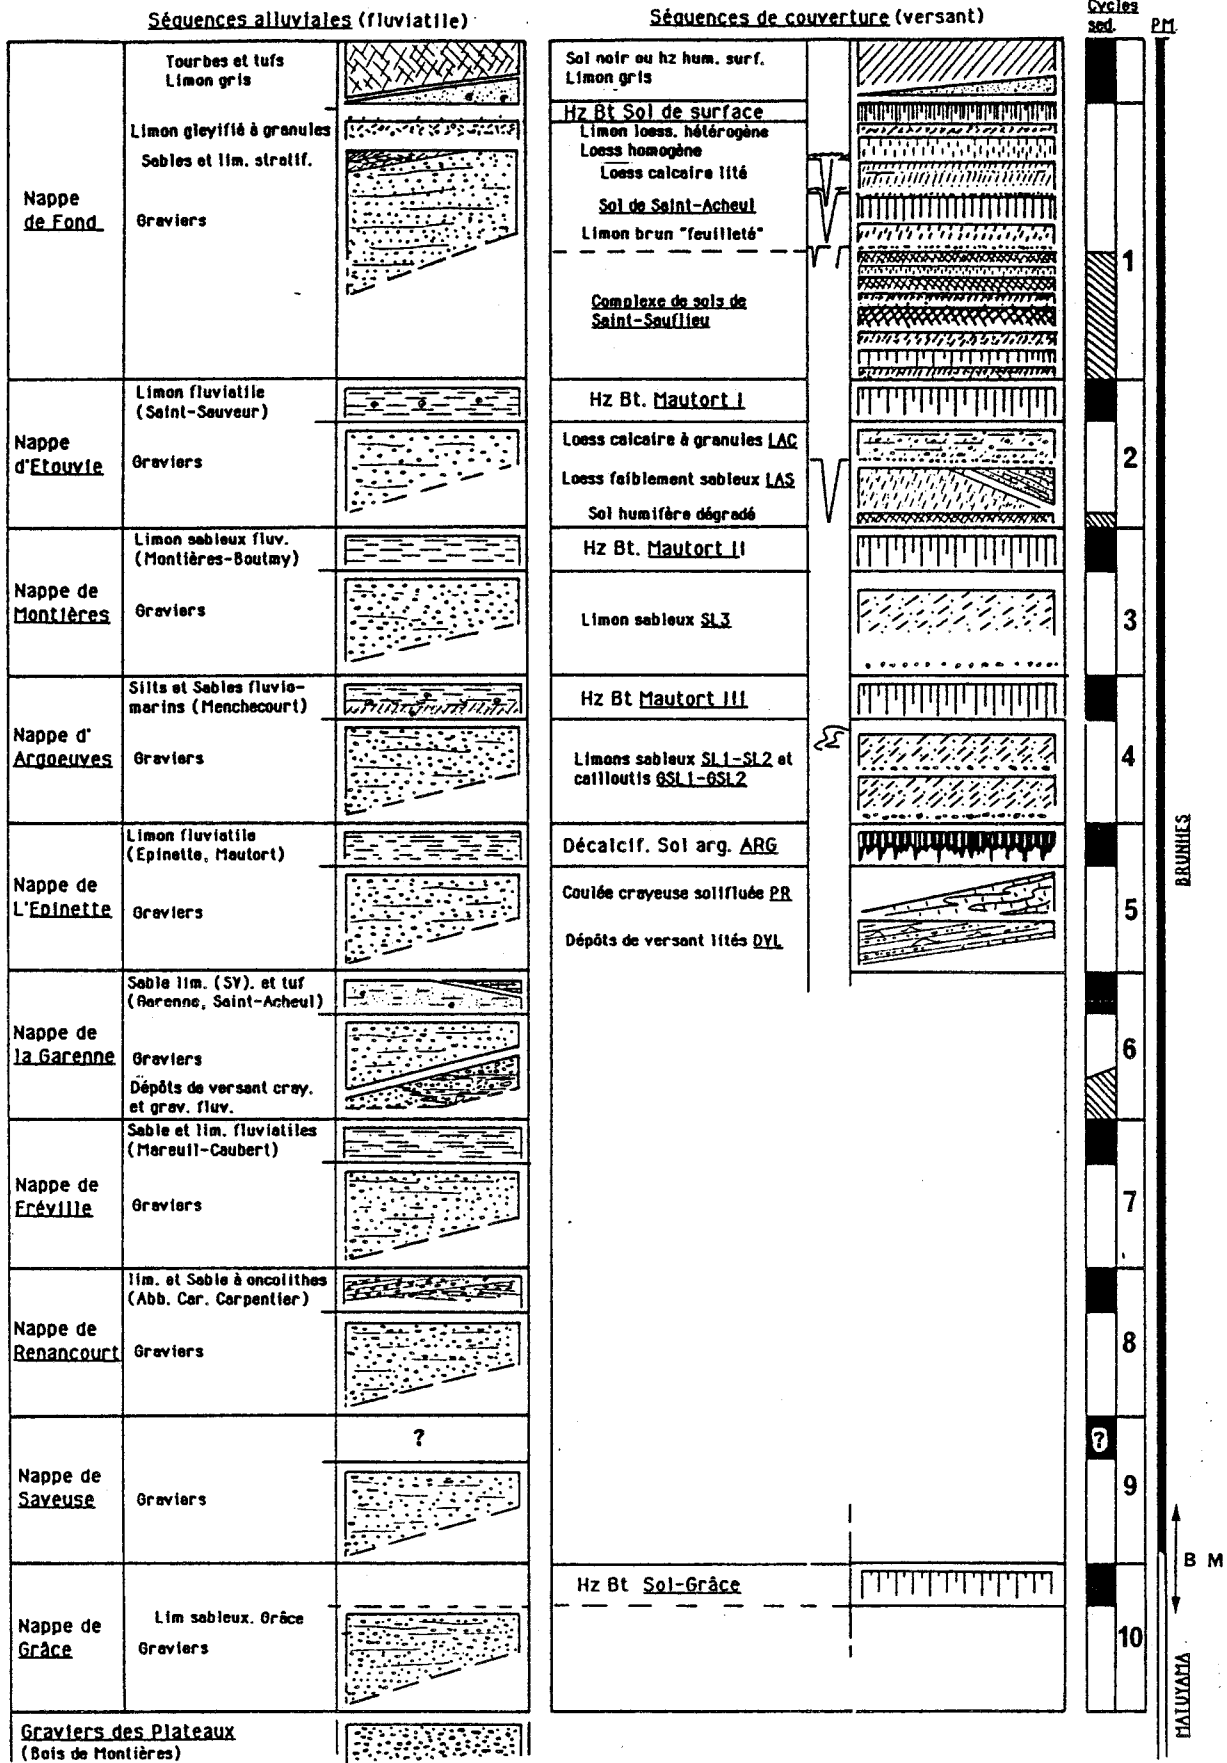 Séquences alluviales (fluviatile)
Séquences de couverture (versant)
Cycles
sed.
P.M.
Nappe
de Fond
Tourbes et tufs
Limon gris
Limon gleyifié à granules
Sables et lim. stratif.
Graviers
Sol noir ou hz hum. surf.
Limon gris
Hz Bt Sol de surface
Limon loess. hétérogène
Loess homogène
Loess calcaire lité
Sol de Saint-Acheul
Limon brun "feuilleté"
Complexe de sols de
Saint-Sauflieu
1
Nappe
d'Etouvie
Limon fluviatile
(Saint-Sauveur)
Graviers
Hz Bt. Mautort I
Loess calcaire à granules LAC
Loess faiblement sableux LAS
Sol humifère dégradé
2
Nappe de
Montières
Limon sableux fluv.
(Montières-Boutmy)
Graviers
Hz Bt. Mautort II
Limon sableux SL3
3
Nappe d'
Argoeuves
Silts et Sables fluvio-
marins (Menchecourt)
Graviers
Hz Bt Mautort III
Limons sableux SL1-SL2 et
cailloutis GSL1-GSL2
4
Nappe de
L'Epinette
Limon fluviatile
(Epinette, Mautort)
Graviers
Décalcif. Sol arg. ARG
Coulée crayeuse soliflués PR
Dépôts de versant lités DYL
5
BRUNHES
Nappe de
la Garenne
Sable lim. (SV). et tuf
(Garenne, Saint-Acheul)
Graviers
Dépôts de versant cray.
et grav. fluv.
6
Nappe de
Fréville
Sable et lim. fluviatiles
(Mareuil-Caubert)
Graviers
7
Nappe de
Renancourt
lim. et Sable à oncolithes
(Abb. Car. Carpentier)
Graviers
8
Nappe de
Saveuse
?
Graviers
?
9
Nappe de
Grâce
Lim sableux. Grâce
Graviers
Hz Bt Sol-Grâce
10
B M
MATUYAMA
Graviers des Plateaux
(Bois de Montières)